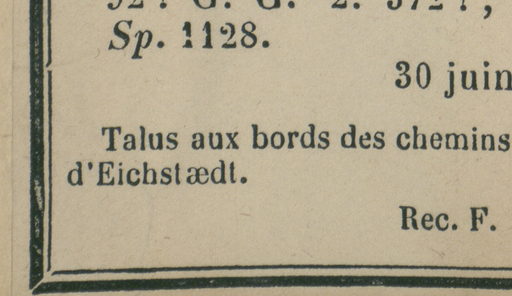 Sp. 1128.
30 juin
Talus aux bords des chemins
d'Eichstædt.
Rec. F.